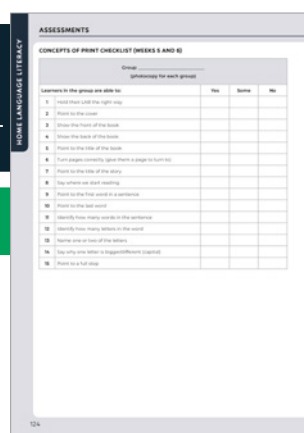 ASSESSMENTS
HOME LANGUAGE LITERACY
CONCEPTS OF PRINT CHECKLIST (WEEKS 5 AND 6)
Group:
(photocopy for each group)
Learners in the group are able to: Yes Some No
1 Hold their LAB the right way
2 Point to the cover
3 Show the front of the book
4 Show the back of the book
5 Point to the title of the book
6 Turn pages correctly (give them a page to turn to)
7 Point to the title of the story
8 Say where we start reading
9 Point to the first word in a sentence
10 Point to the last word
11 Identify how many words in the sentence
12 Identify how many letters in the word
13 Name one or two of the letters
14 Say why one letter is bigger/different (capital)
15 Point to a full stop
124